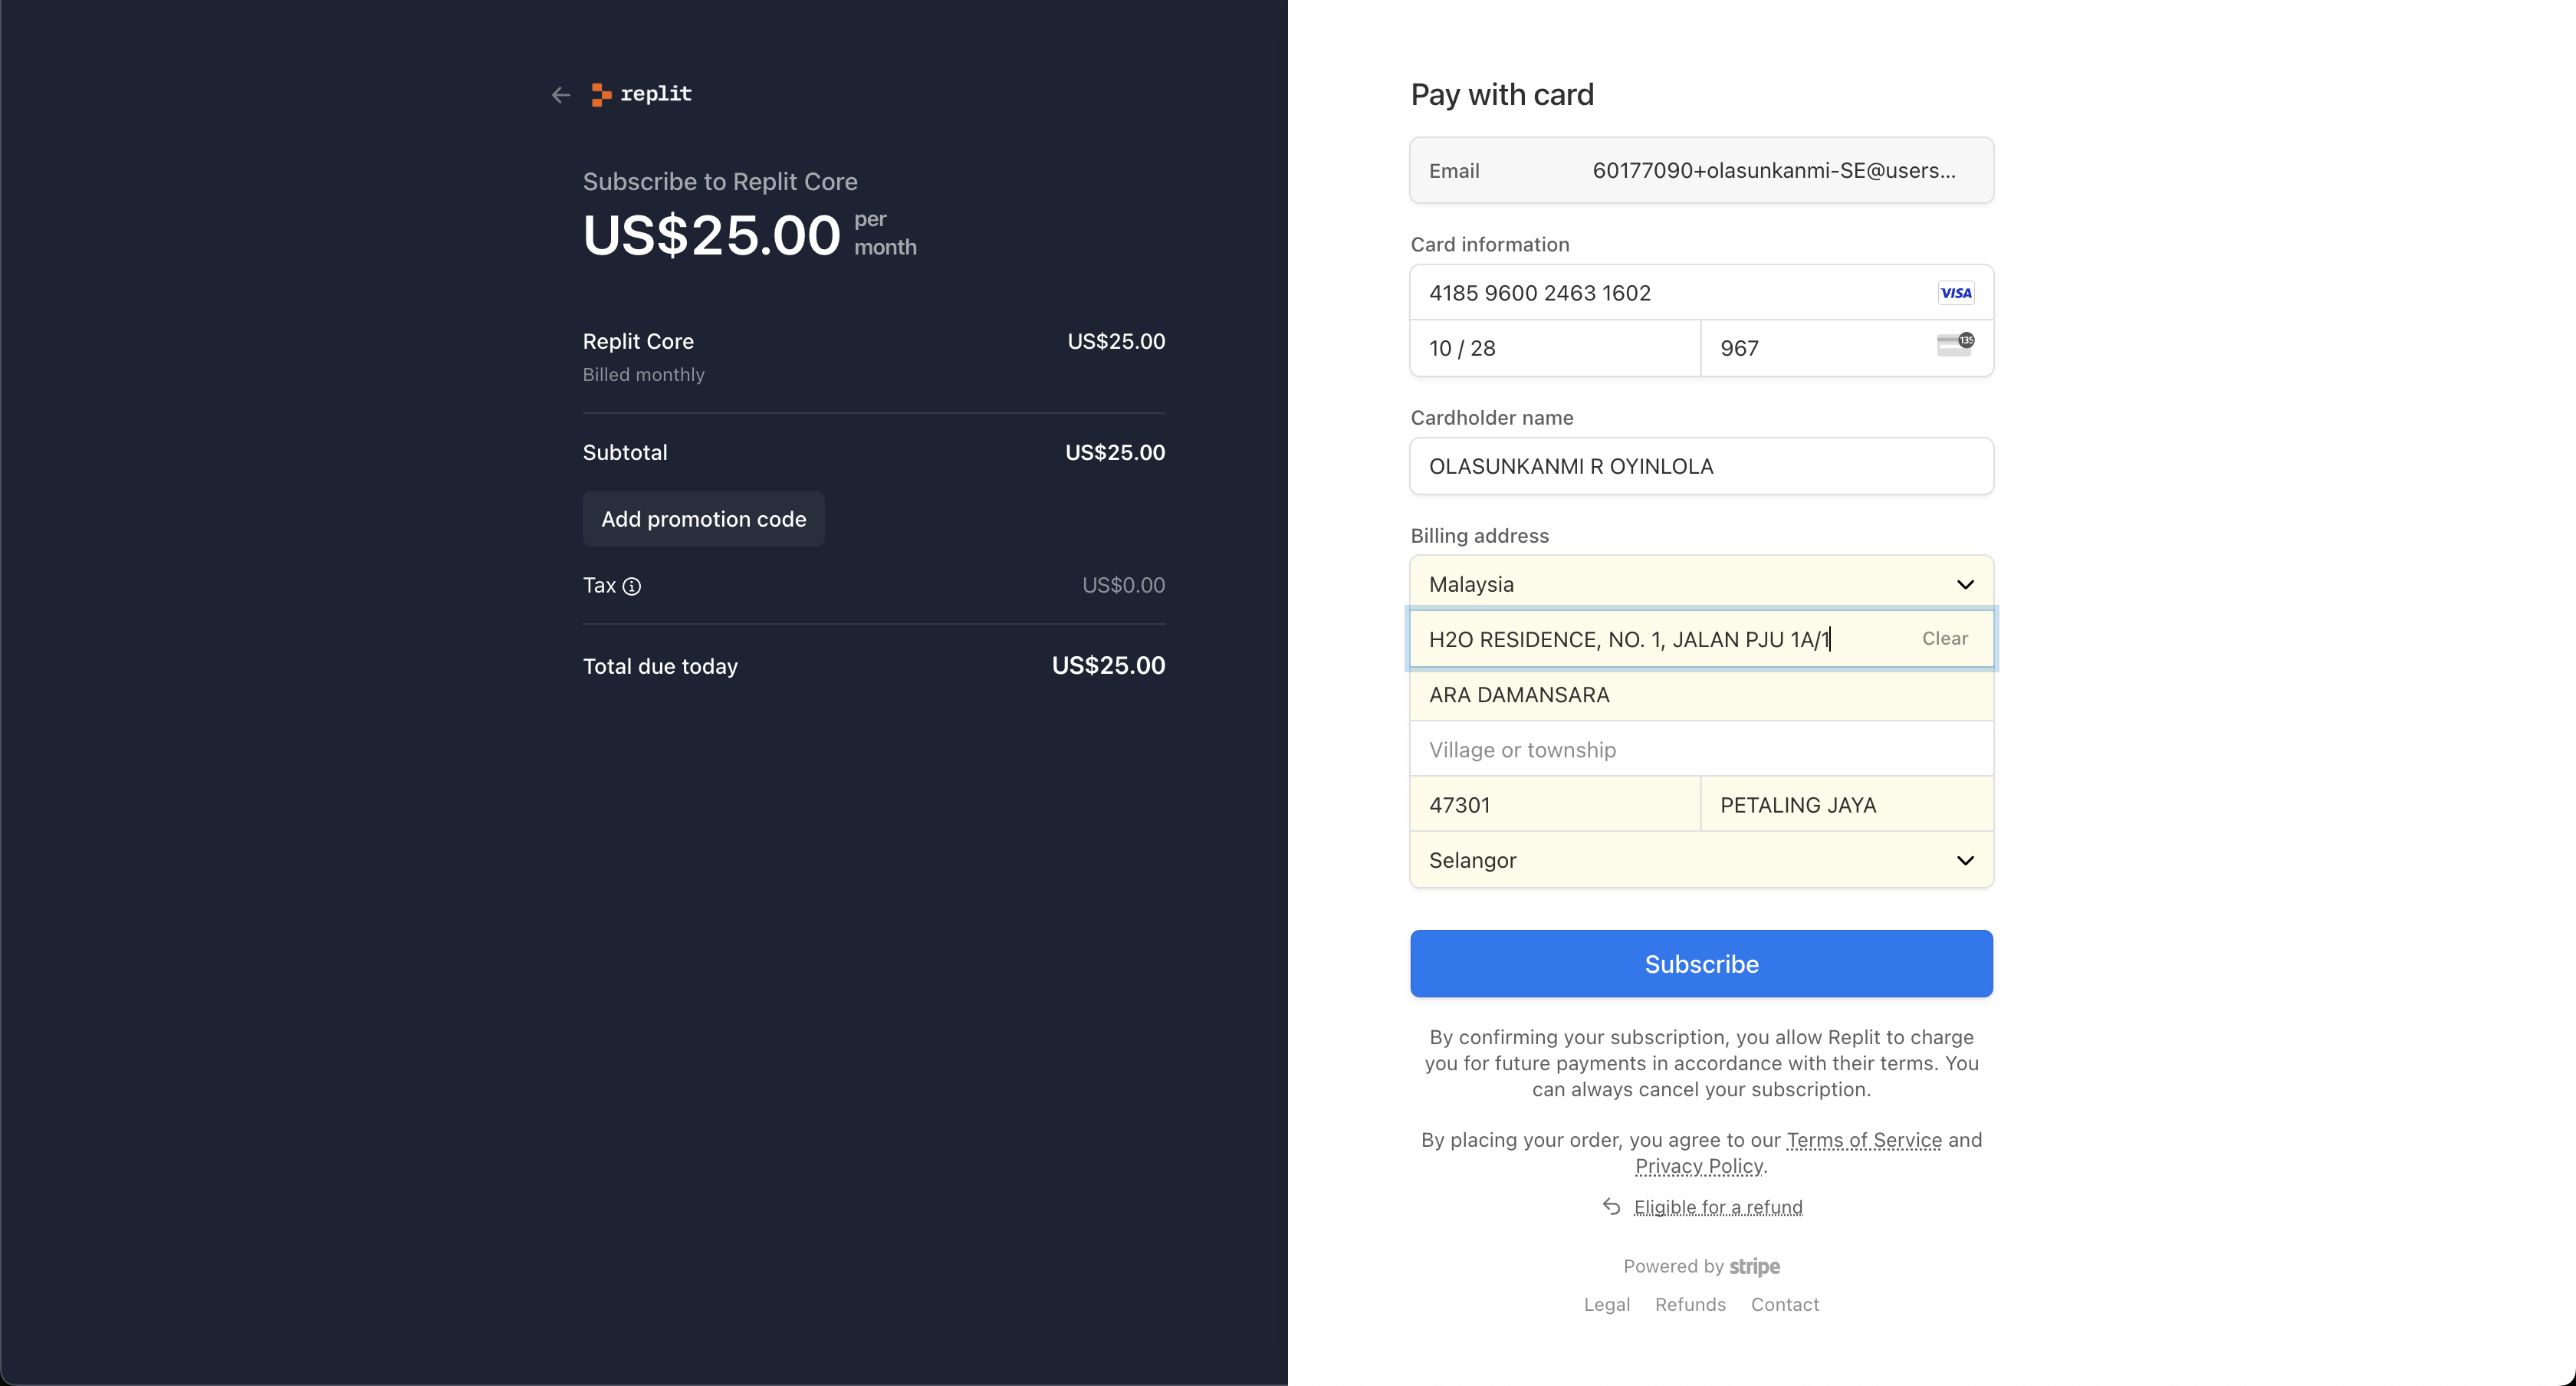 replit
Subscribe to Replit Core
US$25.00 per month
Replit Core US$25.00
Billed monthly
Subtotal US$25.00
Add promotion code
Tax US$0.00
Total due today US$25.00
Pay with card
Email 60177090+olasunkanmi-SE@users...
Card information
4185 9600 2463 1602 VISA
10 / 28 967 135
Cardholder name
OLASUNKANMI R OYINLOLA
Billing address
Malaysia
H2O RESIDENCE, NO. 1, JALAN PJU 1A/1 Clear
ARA DAMANSARA
Village or township
47301 PETALING JAYA
Selangor
Subscribe
By confirming your subscription, you allow Replit to charge
you for future payments in accordance with their terms. You
can always cancel your subscription.
By placing your order, you agree to our Terms of Service and
Privacy Policy.
Eligible for a refund
Powered by stripe
Legal Refunds Contact